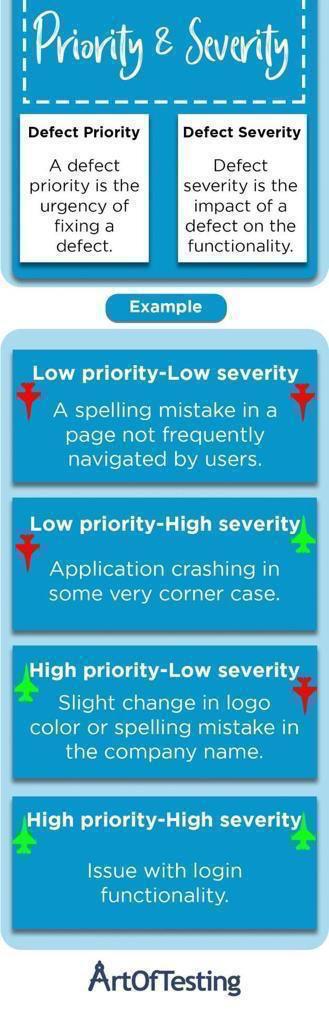 Priority & Severity
Defect Priority
A defect
priority is the
urgency of
fixing a
defect.
Defect Severity
Defect
severity is the
impact of a
defect on the
functionality.
Example
Low priority-Low severity
A spelling mistake in a
page not frequently
navigated by users.
Low priority-High severity
Application crashing in
some very corner case.
High priority-Low severity
Slight change in logo
color or spelling mistake in
the company name.
High priority-High severity
Issue with login
functionality.
ArtOfTesting